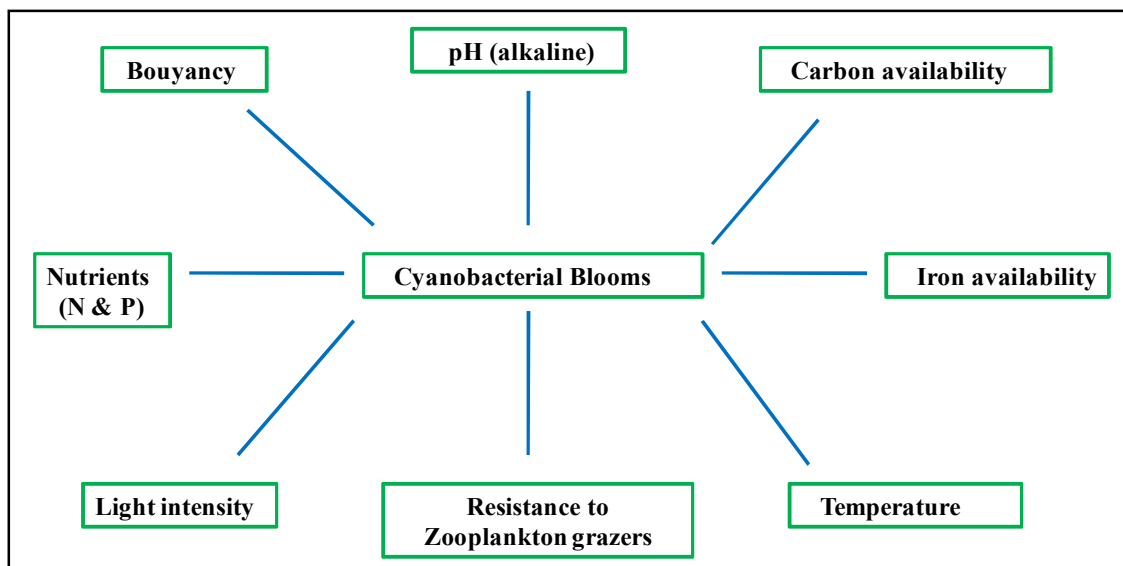 Bouyancy
pH (alkaline)
Carbon availability
Nutrients
(N & P)
Cyanobacterial Blooms
Iron availability
Light intensity
Resistance to
Zooplankton grazers
Temperature